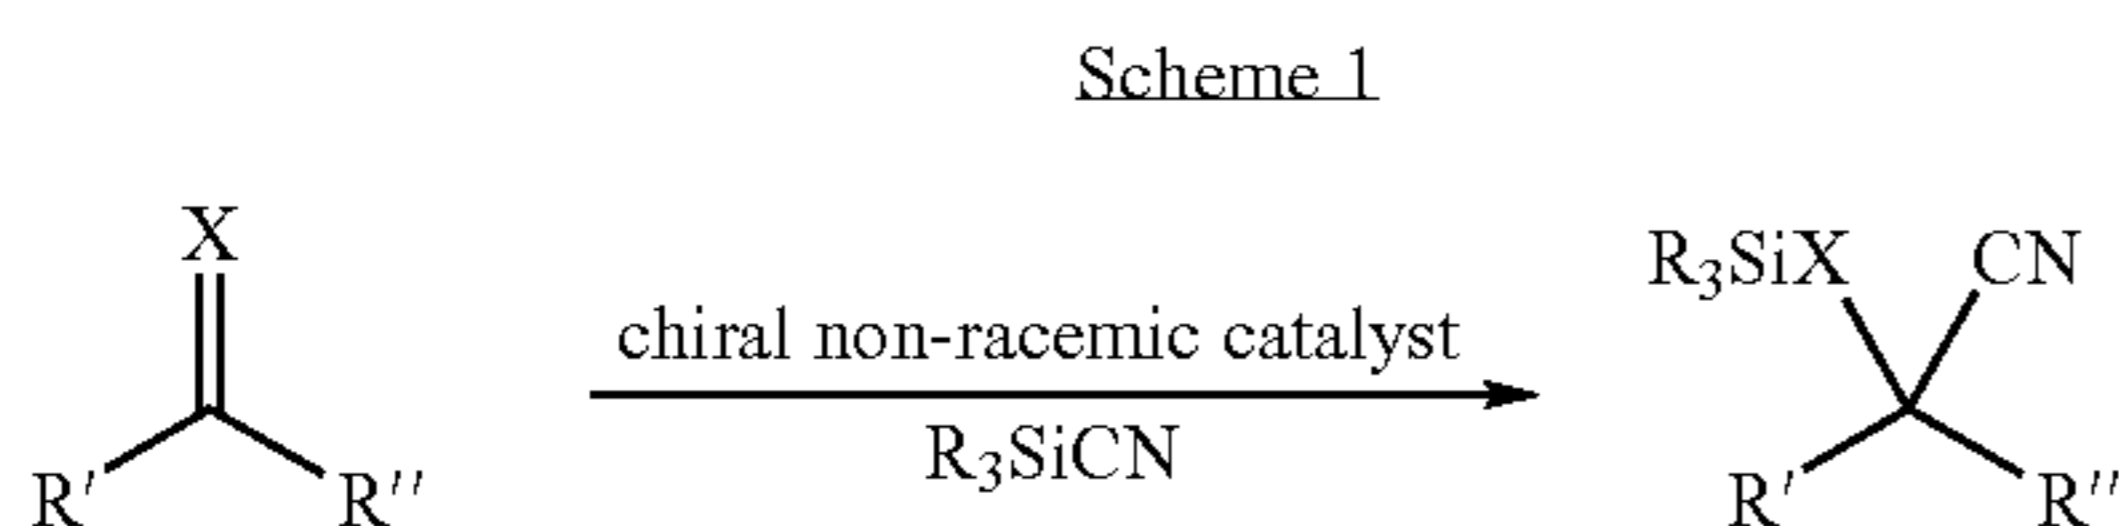 Scheme 1
X
R₃SiX CN
chiral non-racemic catalyst
R₃SiCN
R' R''
R' R''